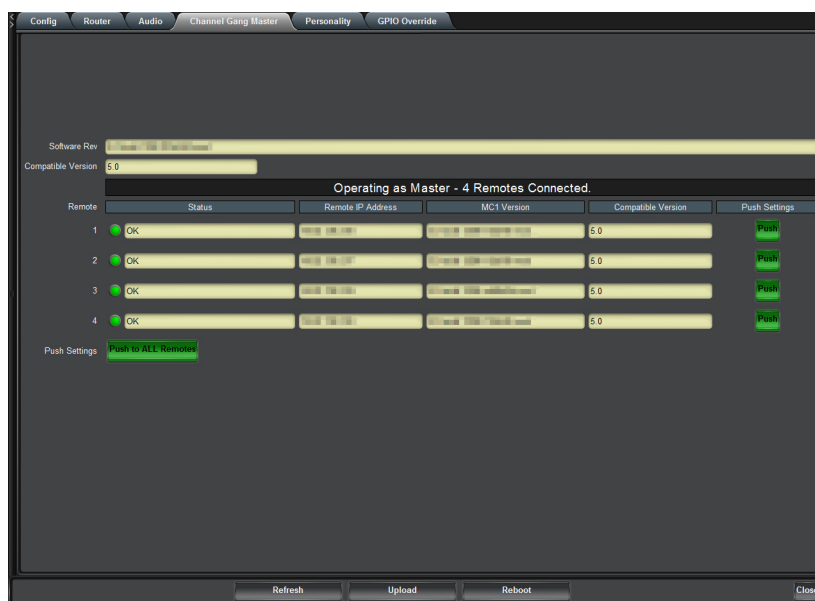 Config Router Audio Channel Gang Master Personality GPIO Override
Software Rev
Compatible Version 5.0
Operating as Master - 4 Remotes Connected.
Remote Status Remote IP Address MC1 Version Compatible Version Push Settings
1 OK 5.0 Push
2 OK 5.0 Push
3 OK 5.0 Push
4 OK 5.0 Push
Push Settings Push to ALL Remotes
Refresh Upload Reboot Close